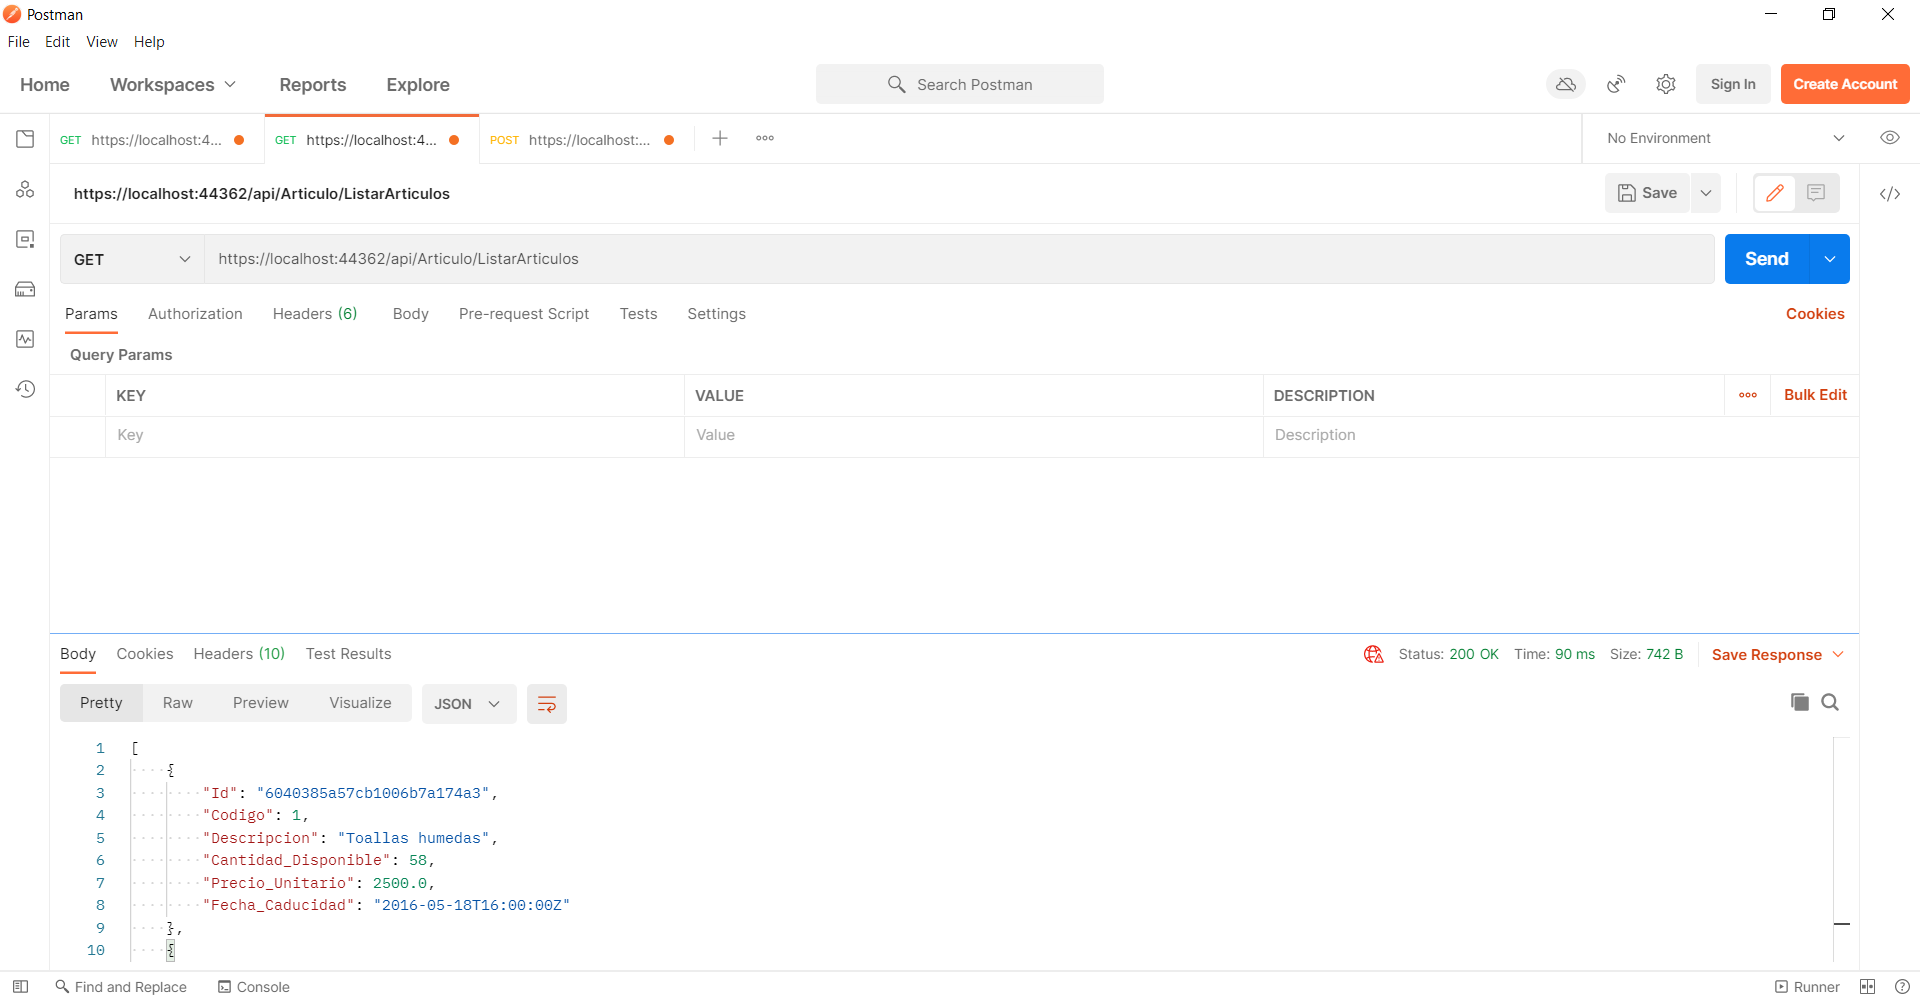 Postman
File Edit View Help
Home Workspaces Reports Explore Search Postman Sign In Create Account
GET https://localhost:4... GET https://localhost:4... POST https://localhost:... No Environment
https://localhost:44362/api/Articulo/ListarArticulos Save
GET https://localhost:44362/api/Articulo/ListarArticulos Send
Params Authorization Headers (6) Body Pre-request Script Tests Settings Cookies
Query Params
KEY VALUE DESCRIPTION Bulk Edit
Key Value Description
Body Cookies Headers (10) Test Results Status: 200 OK Time: 90 ms Size: 742 B Save Response
Pretty Raw Preview Visualize JSON
1 [
2 {
3 "Id": "6040385a57cb1006b7a174a3",
4 "Codigo": 1,
5 "Descripcion": "Toallas humedas",
6 "Cantidad_Disponible": 58,
7 "Precio_Unitario": 2500.0,
8 "Fecha_Caducidad": "2016-05-18T16:00:00Z"
9 },
10 {
Find and Replace Console Runner